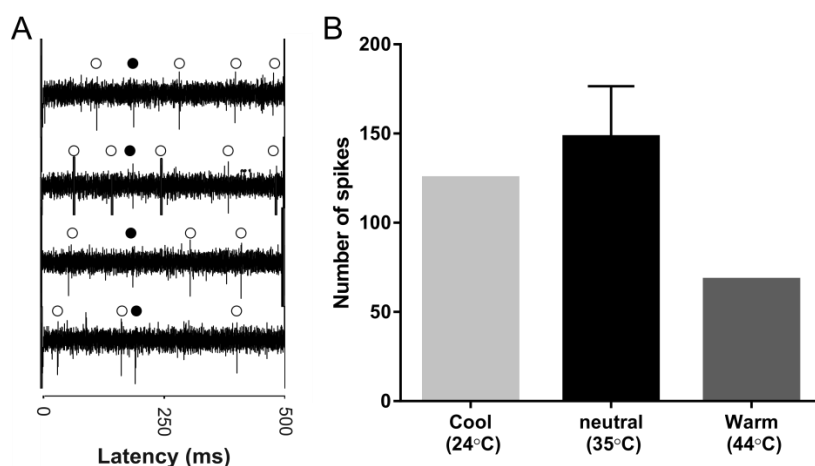 A
0
250
500
Latency (ms)
B
Number of spikes
200
150
100
50
0
Cool
(24°C)
neutral
(35°C)
Warm
(44°C)